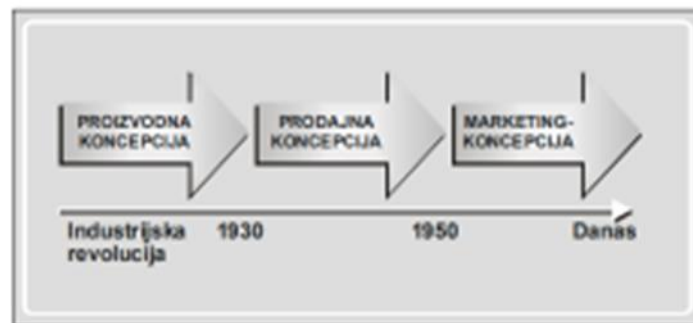 PROIZVODNA
KONCEPCIJA
PRODAJNA
KONCEPCIJA
MARKETING-
KONCEPCIJA
Industrijska
revolucija
1930
1950
Danas